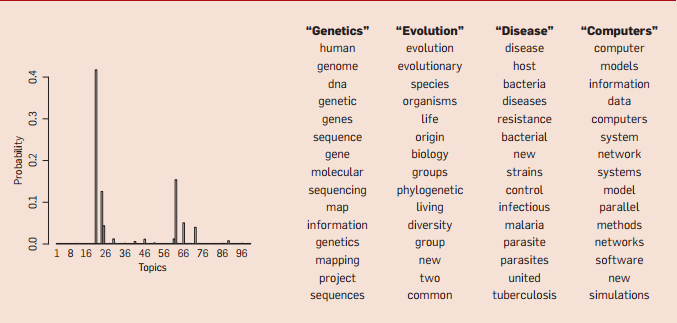 “Genetics” “Evolution” “Disease” “Computers”
human evolution disease computer
genome evolutionary host models
dna species bacteria information
genetic organisms diseases data
genes life resistance computers
sequence origin bacterial system
gene biology new network
molecular groups strains systems
sequencing phylogenetic control model
map living infectious parallel
information diversity malaria methods
genetics group parasite networks
mapping new parasites software
project two united new
sequences common tuberculosis simulations
Probability
0.4
0.3
0.2
0.1
0.0
1 8 16 26 36 46 56 66 76 86 96
Topics